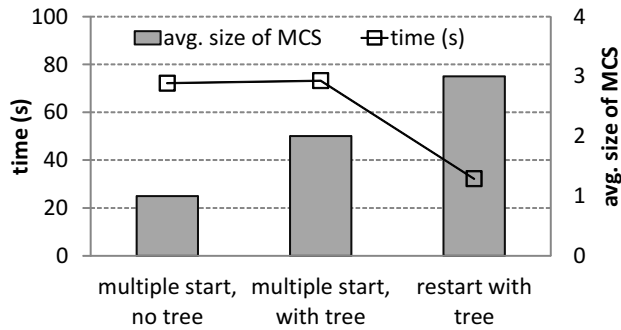 100
80
60
40
20
0
time (s)
avg. size of MCS
time (s)
4
3
2
1
0
avg. size of MCS
multiple start,
no tree
multiple start,
with tree
restart with
tree